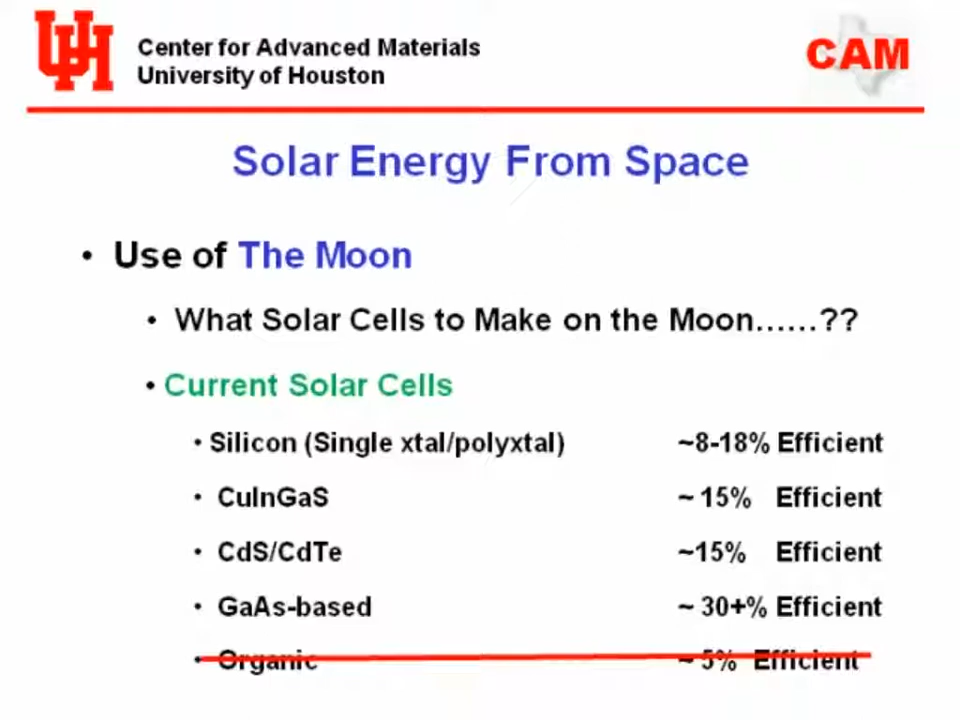 UH
Center for Advanced Materials
University of Houston
CAM
Solar Energy From Space
• Use of The Moon
• What Solar Cells to Make on the Moon......??
• Current Solar Cells
• Silicon (Single xtal/polyxtal) ~8-18% Efficient
• CuInGaS ~ 15% Efficient
• CdS/CdTe ~15% Efficient
• GaAs-based ~ 30+% Efficient
• Organic ~ 5% Efficient